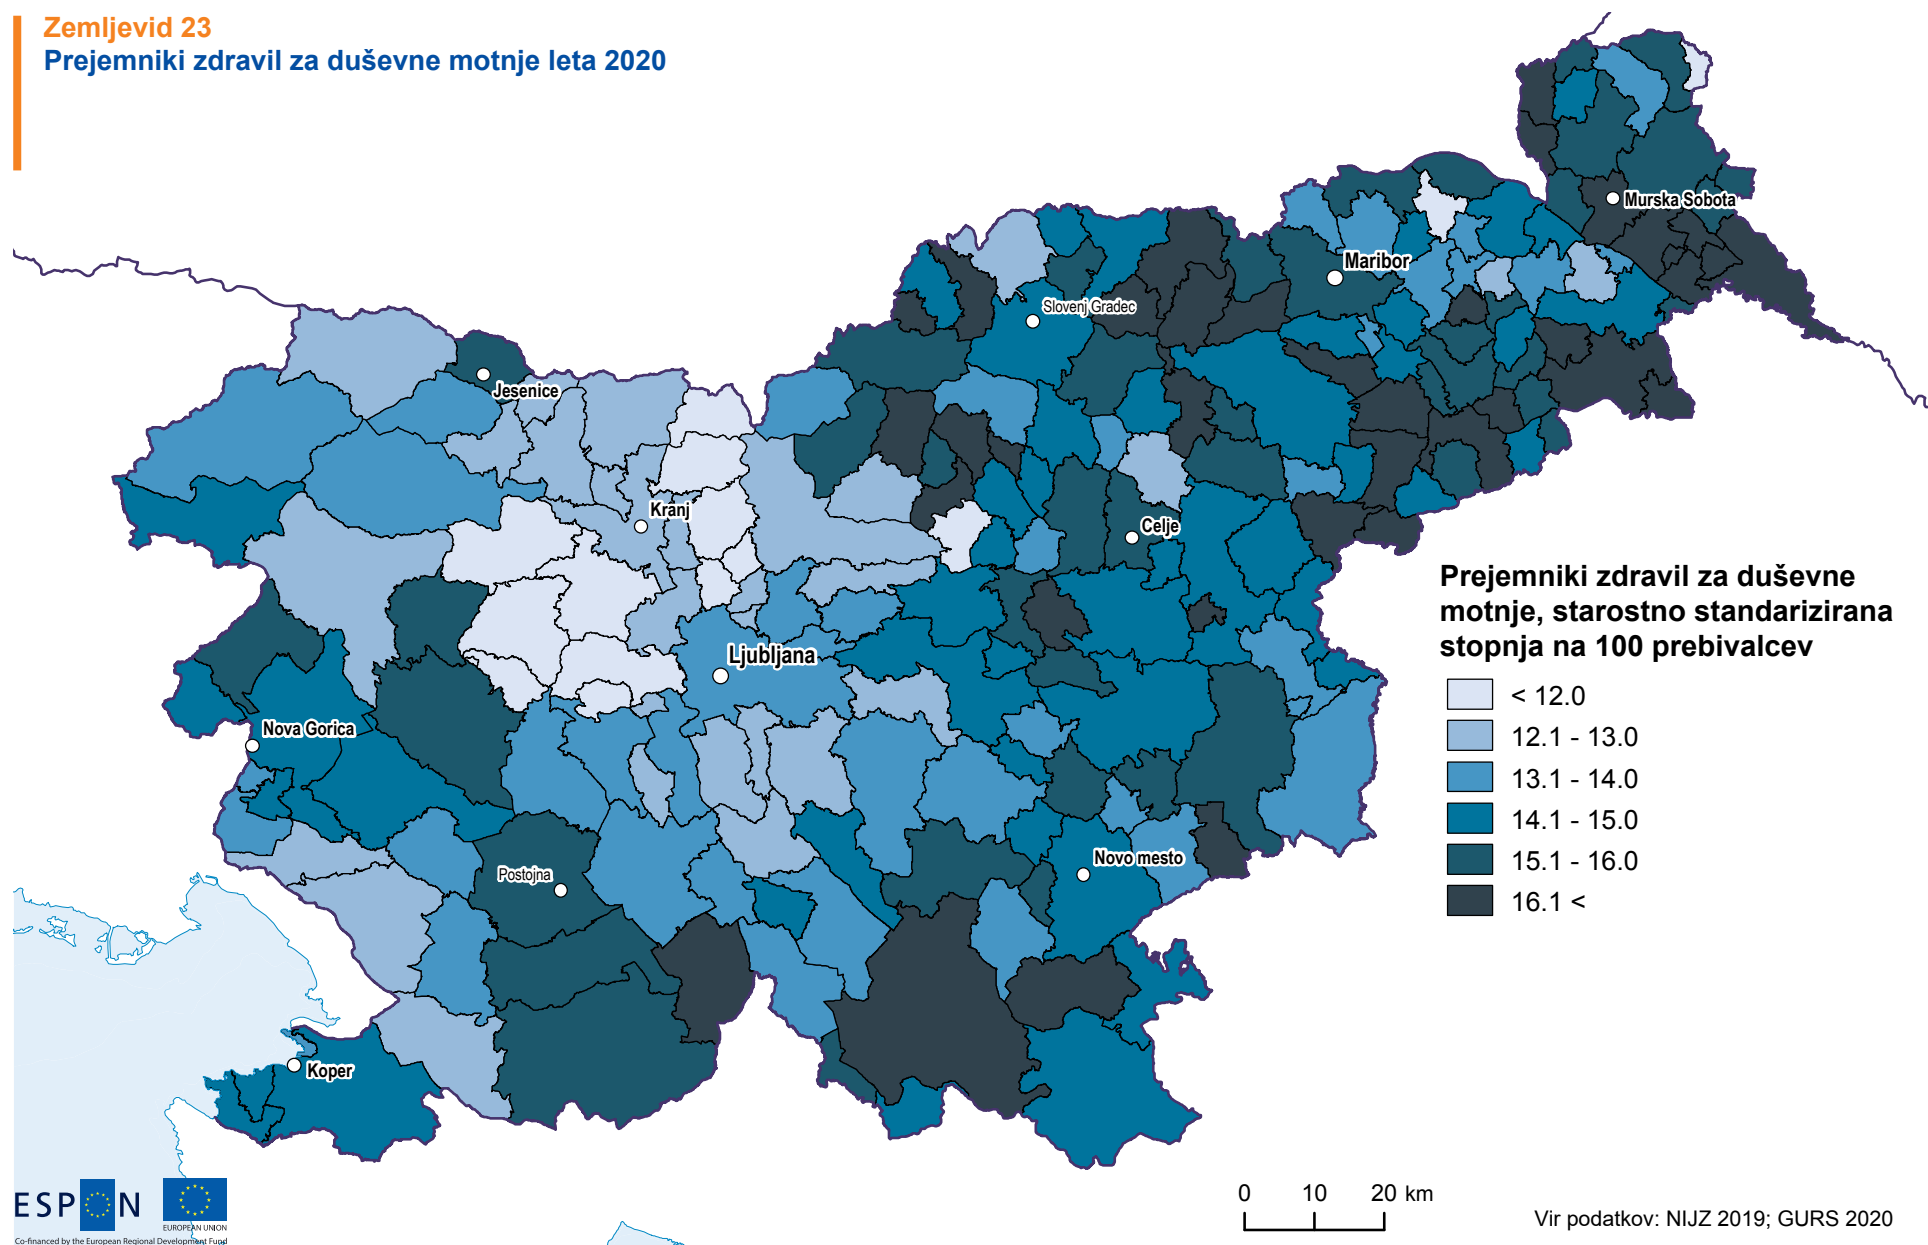 Zemljevid 23
Prejemniki zdravil za duševne motnje leta 2020
Murska Sobota
Maribor
Slovenj Gradec
Jesenice
Kranj
Celje
Ljubljana
Nova Gorica
Novo mesto
Postojna
Koper
Prejemniki zdravil za duševne
motnje, starostno standarizirana
stopnja na 100 prebivalcev
< 12.0
12.1 - 13.0
13.1 - 14.0
14.1 - 15.0
15.1 - 16.0
16.1 <
0 10 20 km
Vir podatkov: NIJZ 2019; GURS 2020
ESPON
EUROPEAN UNION
Co-financed by the European Regional Development Fund